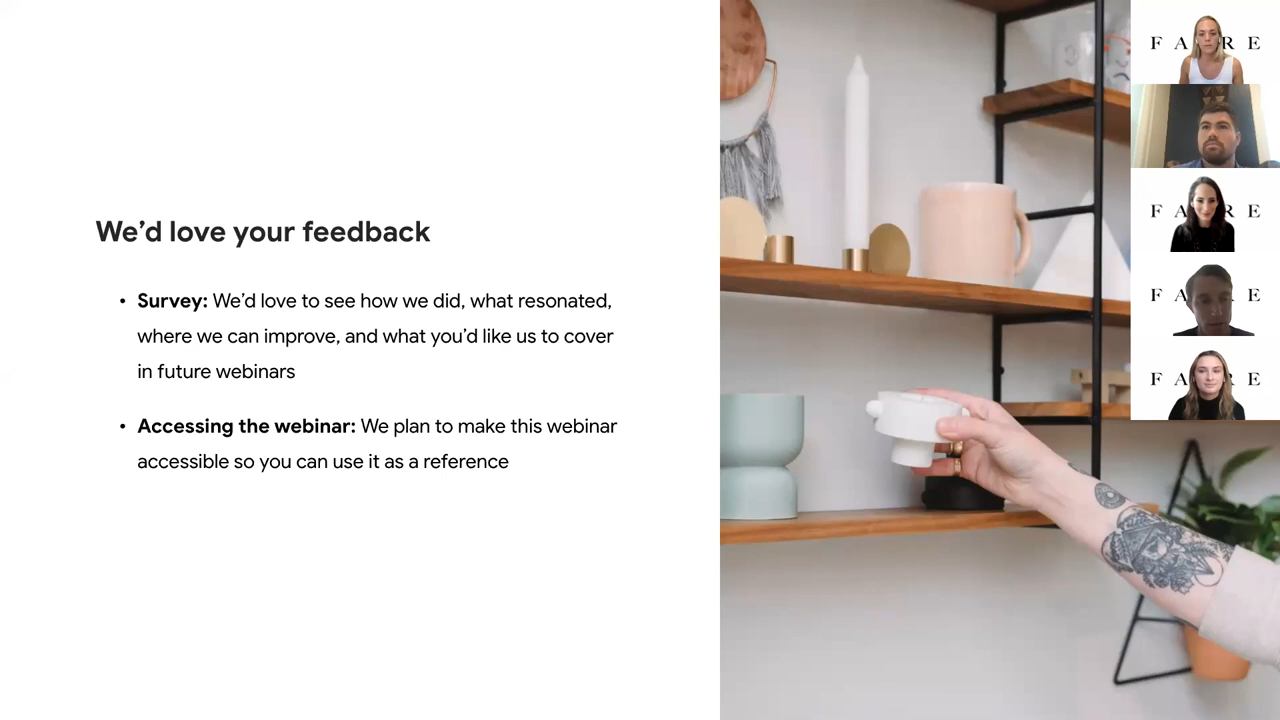 We’d love your feedback
• Survey: We’d love to see how we did, what resonated,
where we can improve, and what you’d like us to cover
in future webinars
• Accessing the webinar: We plan to make this webinar
accessible so you can use it as a reference
F A R E
F A R E
F A R E
F A R E